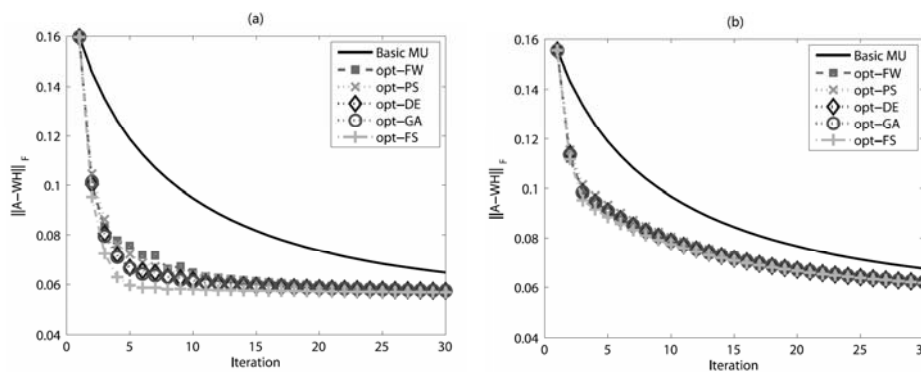 (a)
0.16
0.14
0.12
0.1
0.08
0.06
0.04
||A−WH||F
0 5 10 15 20 25 30
Iteration
Basic MU
opt−FW
opt−PS
opt−DE
opt−GA
opt−FS
(b)
0.16
0.14
0.12
0.1
0.08
0.06
0.04
||A−WH||F
0 5 10 15 20 25 30
Iteration
Basic MU
opt−FW
opt−PS
opt−DE
opt−GA
opt−FS